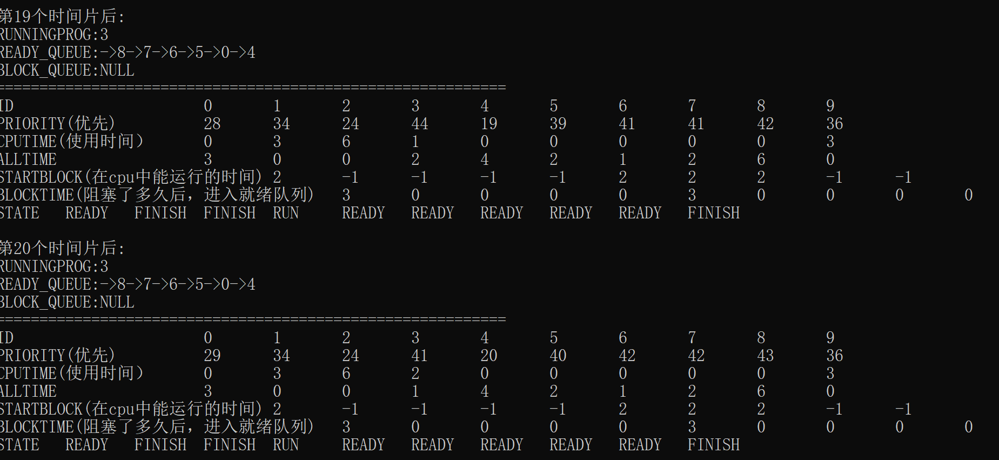 第19个时间片后:
RUNNINGPROG:3
READY_QUEUE:->8->7->6->5->0->4
BLOCK_QUEUE:NULL
===========================================================
ID 0 1 2 3 4 5 6 7 8 9
PRIORITY(优先) 28 34 24 44 19 39 41 41 42 36
CPUTIME(使用时间） 0 3 6 1 0 0 0 0 0 3
ALLTIME 3 0 0 2 4 2 1 2 6 0
STARTBLOCK(在cpu中能运行的时间) 2 -1 -1 -1 -1 2 2 2 -1 -1
BLOCKTIME(阻塞了多久后，进入就绪队列) 3 0 0 0 0 3 0 0 0 0
STATE READY FINISH FINISH RUN READY READY READY READY READY FINISH
第20个时间片后:
RUNNINGPROG:3
READY_QUEUE:->8->7->6->5->0->4
BLOCK_QUEUE:NULL
===========================================================
ID 0 1 2 3 4 5 6 7 8 9
PRIORITY(优先) 29 34 24 41 20 40 42 42 43 36
CPUTIME(使用时间） 0 3 6 2 0 0 0 0 0 3
ALLTIME 3 0 0 1 4 2 1 2 6 0
STARTBLOCK(在cpu中能运行的时间) 2 -1 -1 -1 -1 2 2 2 -1 -1
BLOCKTIME(阻塞了多久后，进入就绪队列) 3 0 0 0 0 3 0 0 0 0
STATE READY FINISH FINISH RUN READY READY READY READY READY FINISH